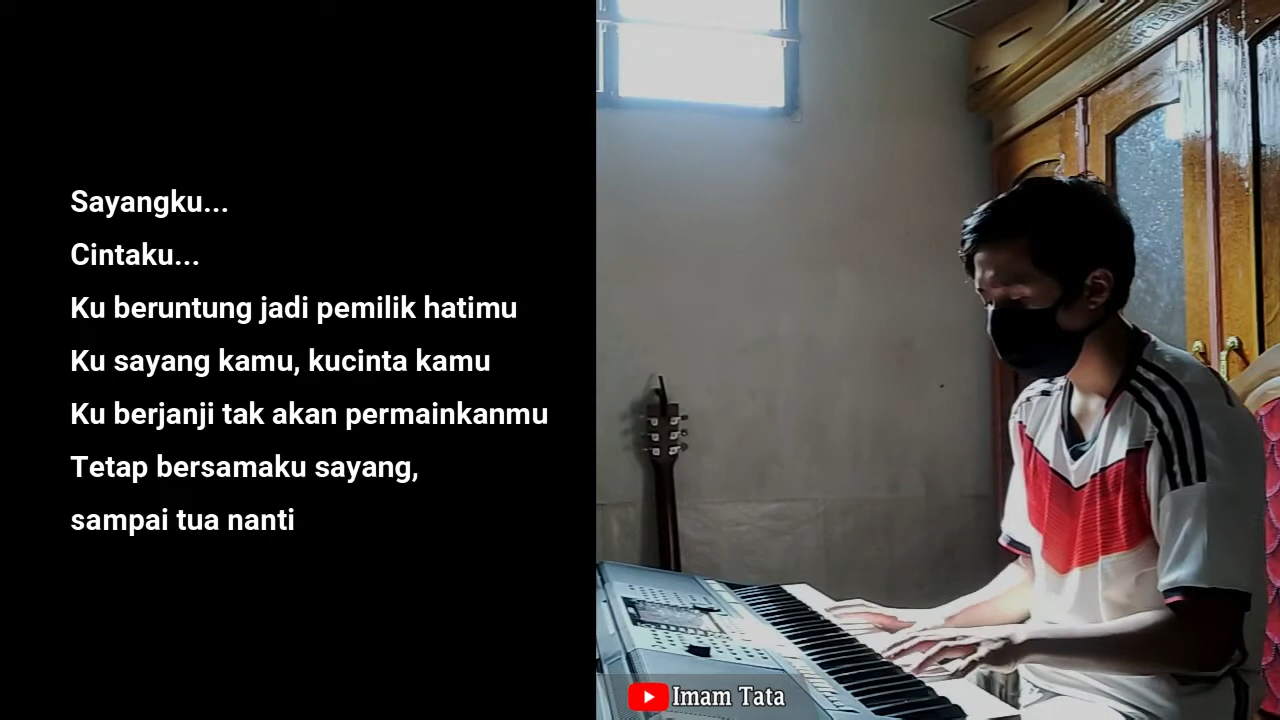 Sayangku...
Cintaku...
Ku beruntung jadi pemilik hatimu
Ku sayang kamu, kucinta kamu
Ku berjanji tak akan permainkanmu
Tetap bersamaku sayang,
sampai tua nanti
Imam Tata